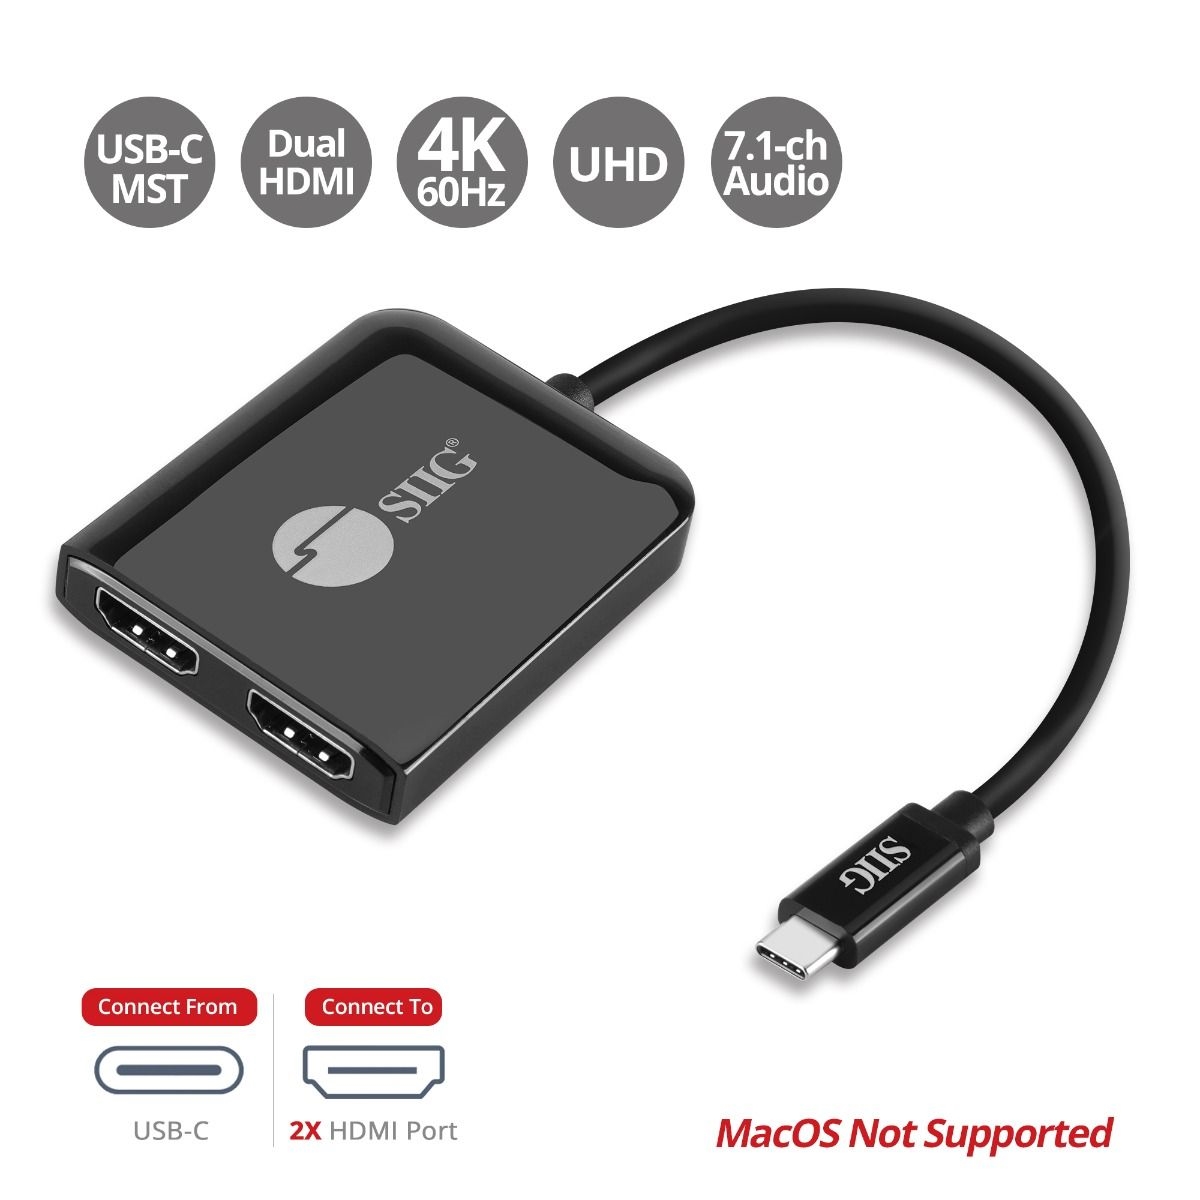 USB-C
MST
Dual
HDMI
4K
60Hz
UHD
7.1-ch
Audio
SIIG®
SIIG
Connect From
Connect To
USB-C
2X HDMI Port
MacOS Not Supported